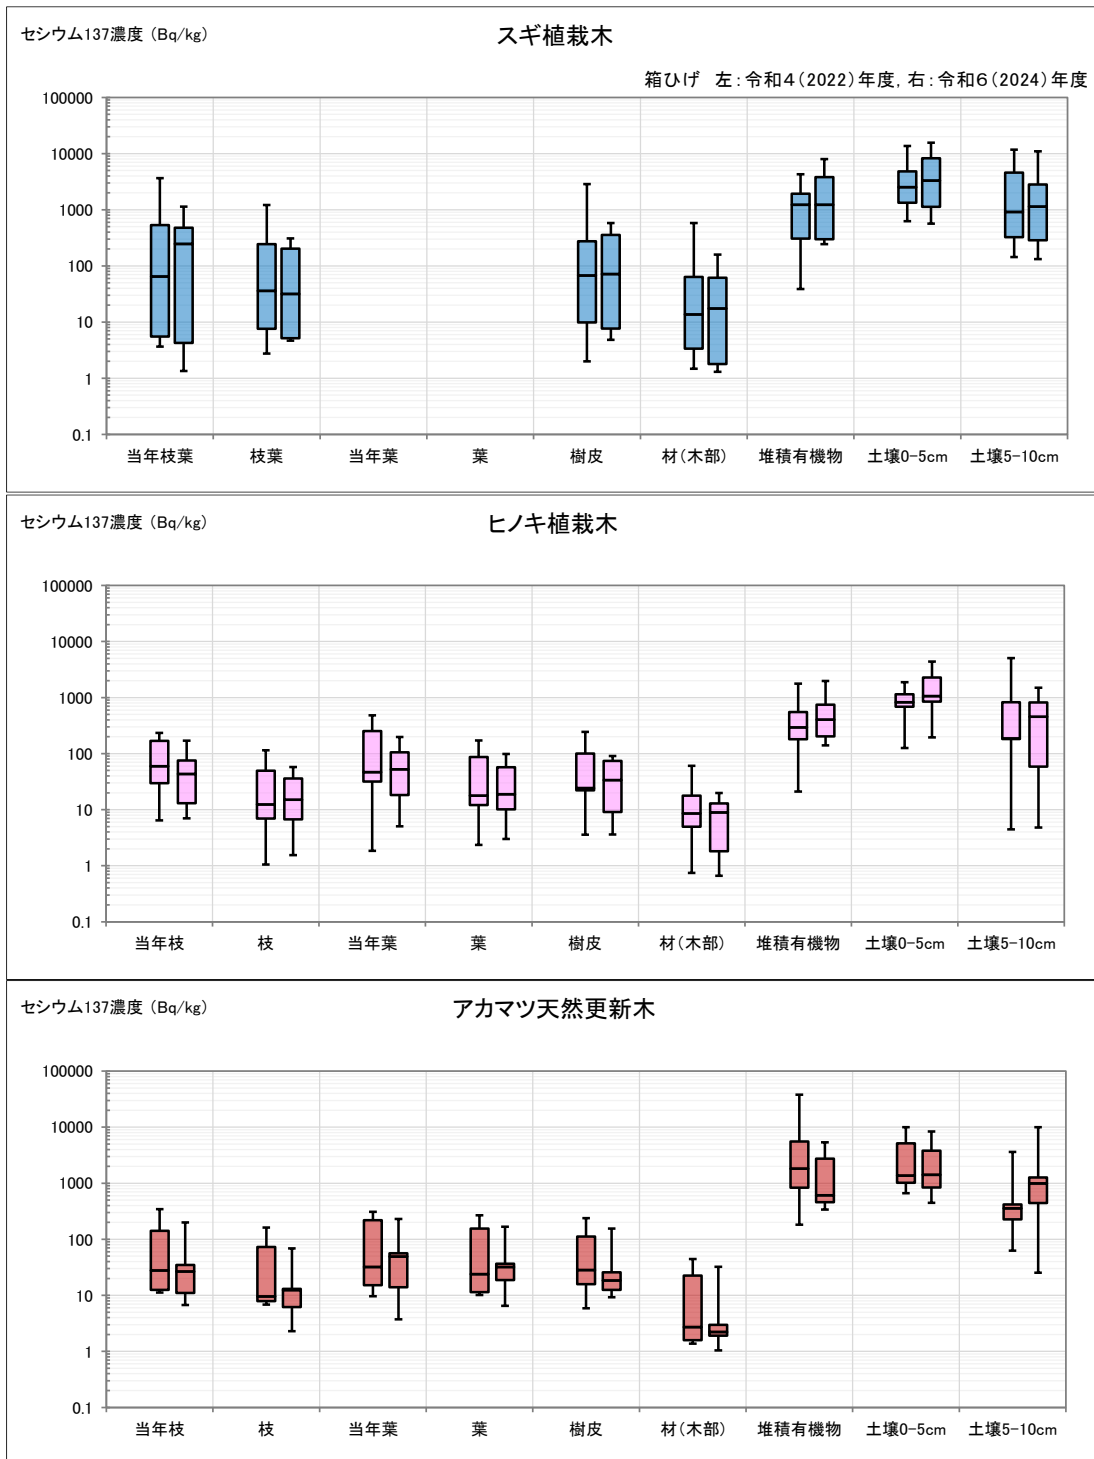 スギ植栽木
セシウム137濃度 (Bq/kg)
箱ひげ 左：令和4(2022)年度, 右：令和6(2024)年度
100000
10000
1000
100
10
1
0.1
当年枝葉 枝葉 当年葉 葉 樹皮 材(木部) 堆積有機物 土壌0-5cm 土壌5-10cm
ヒノキ植栽木
セシウム137濃度 (Bq/kg)
100000
10000
1000
100
10
1
0.1
当年枝 枝 当年葉 葉 樹皮 材(木部) 堆積有機物 土壌0-5cm 土壌5-10cm
アカマツ天然更新木
セシウム137濃度 (Bq/kg)
100000
10000
1000
100
10
1
0.1
当年枝 枝 当年葉 葉 樹皮 材(木部) 堆積有機物 土壌0-5cm 土壌5-10cm